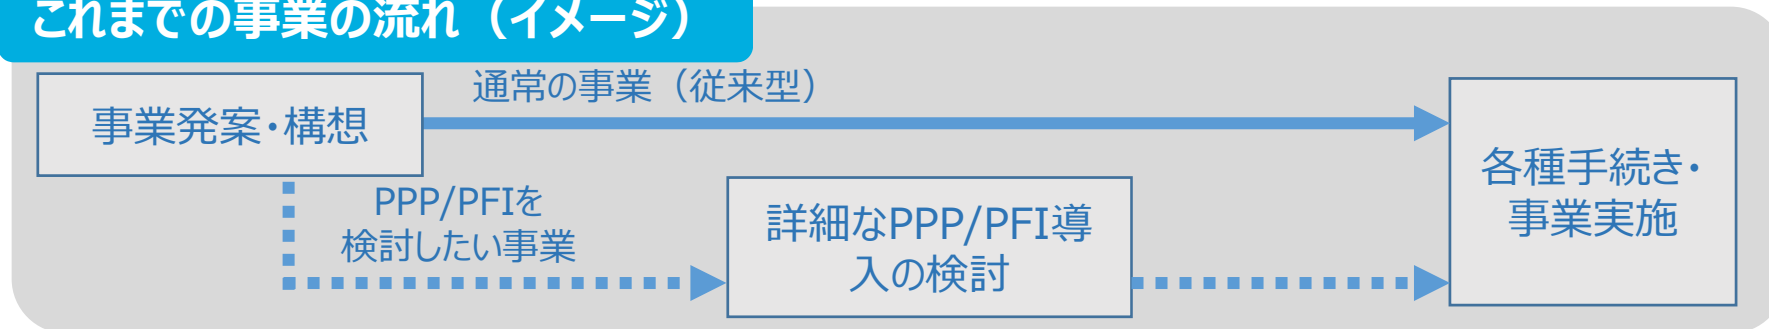 これまでの事業の流れ（イメージ）
通常の事業（従来型）
事業発案・構想
各種手続き・
事業実施
PPP/PFIを
検討したい事業
詳細なPPP/PFI導
入の検討